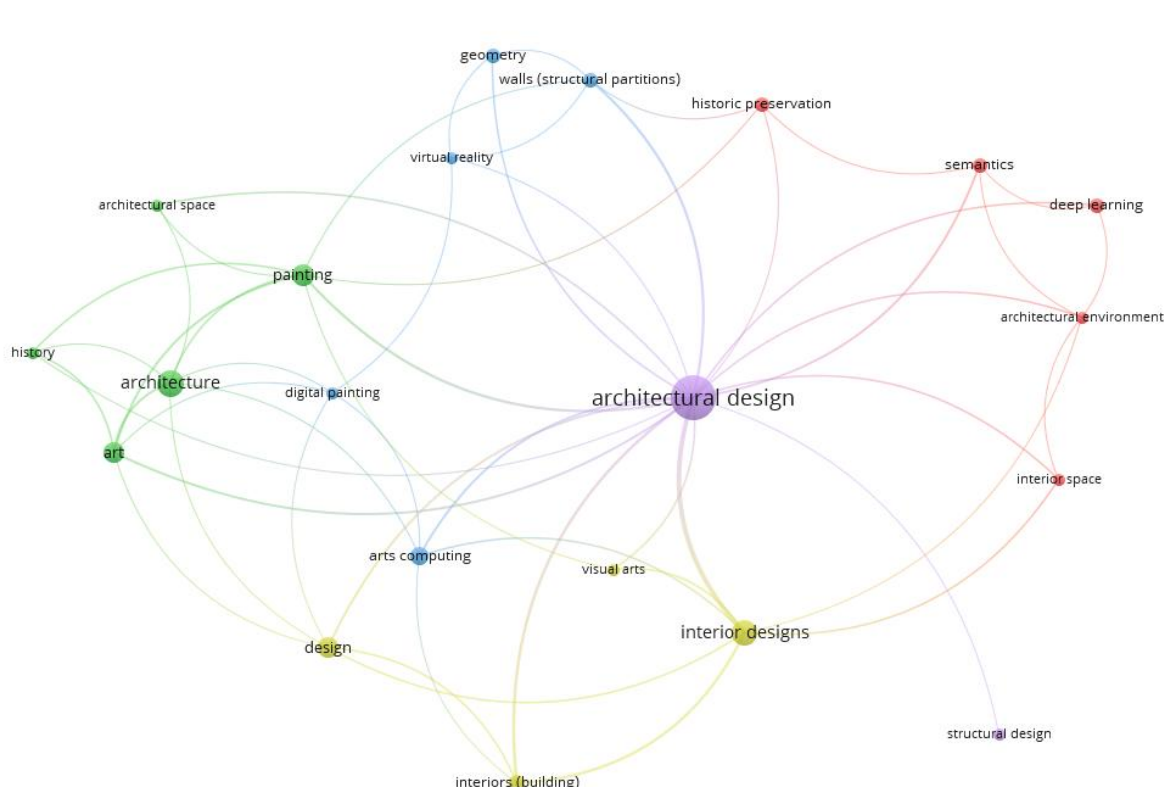 geometry
walls (structural partitions)
historic preservation
virtual reality
semantics
architectural space
deep learning
painting
architectural environment
history
architecture
digital painting
architectural design
art
interior space
arts computing
visual arts
interior designs
design
structural design
interiors (building)